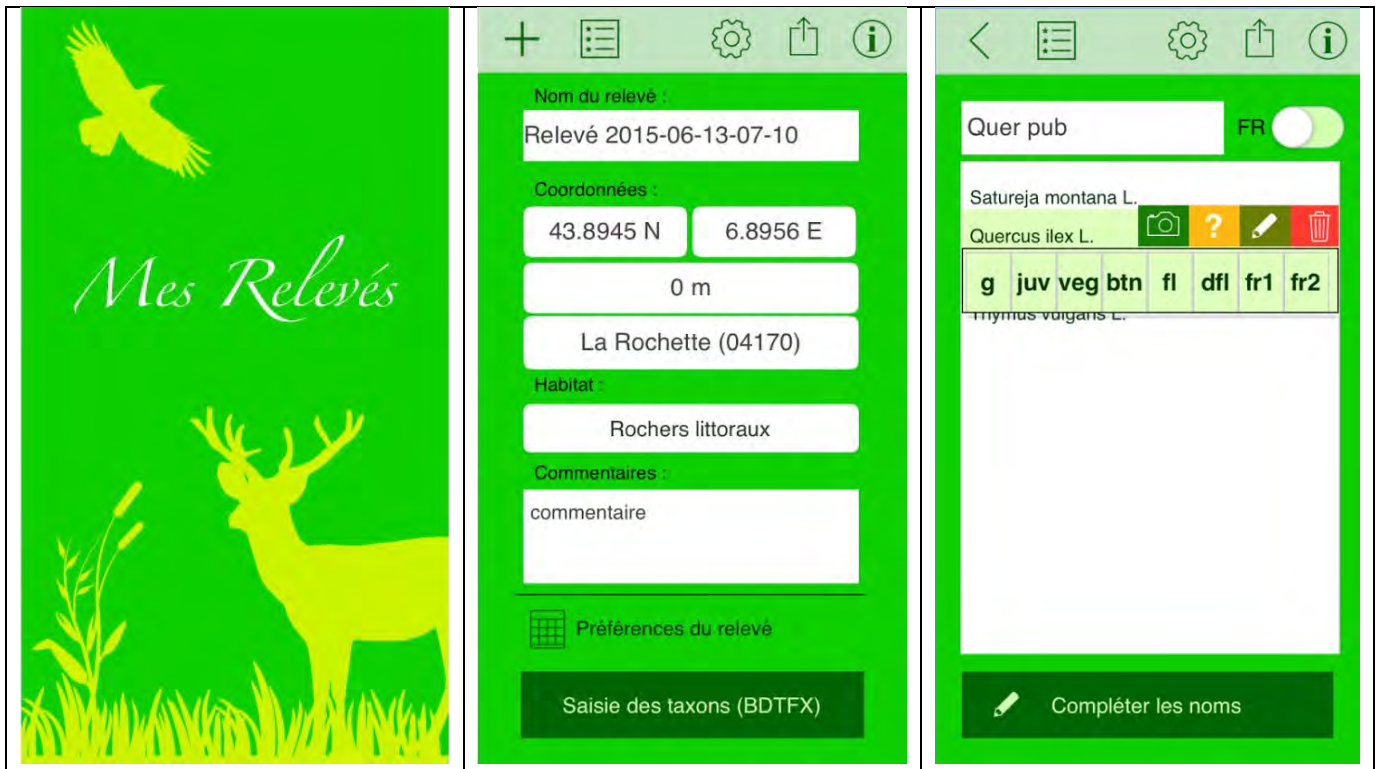 Mes Relevés
Nom du relevé :
Relevé 2015-06-13-07-10
Coordonnées :
43.8945 N 6.8956 E
0 m
La Rochette (04170)
Habitat :
Rochers littoraux
Commentaires :
commentaire
Préférences du relevé
Saisie des taxons (BDTFX)
Quer pub FR
Satureja montana L.
Quercus ilex L. ?
g juv veg btn fl dfl fr1 fr2
Thymus vulgaris L.
Compléter les noms